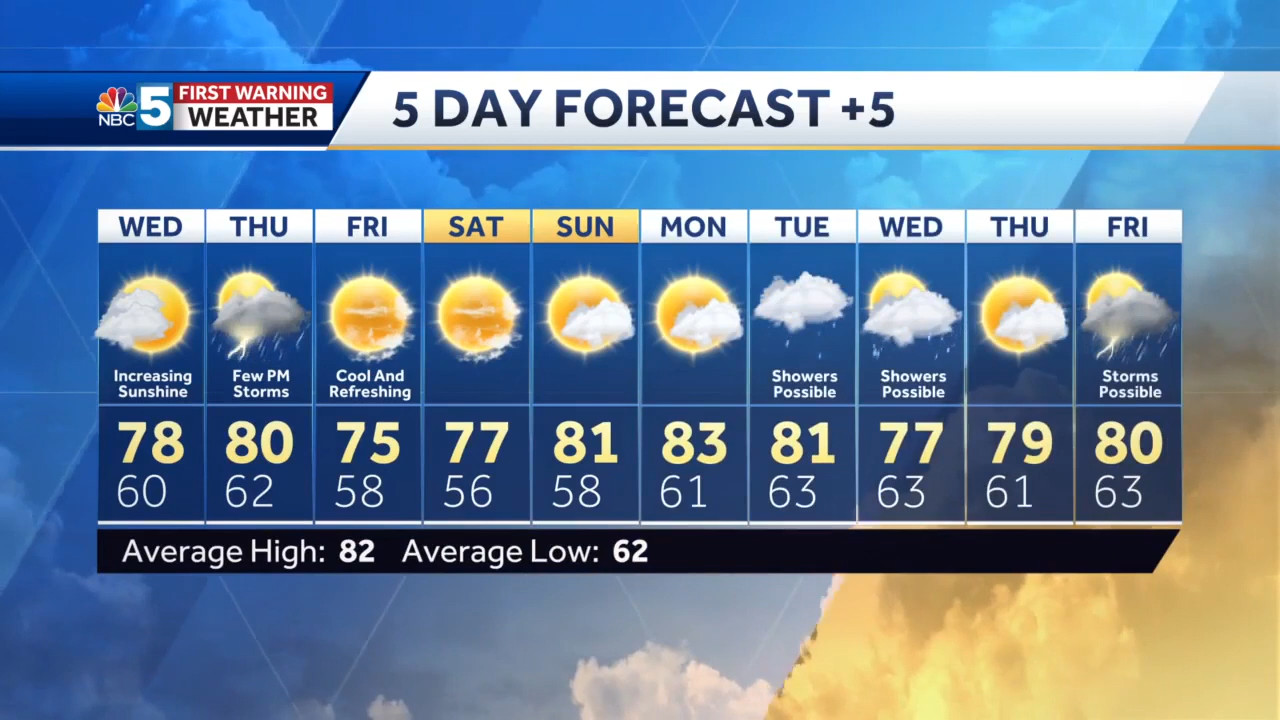 NBC 5 FIRST WARNING WEATHER
5 DAY FORECAST +5
WED THU FRI SAT SUN MON TUE WED THU FRI
Increasing Sunshine
Few PM Storms
Cool And Refreshing
Showers Possible
Showers Possible
Storms Possible
78 80 75 77 81 83 81 77 79 80
60 62 58 56 58 61 63 63 61 63
Average High: 82 Average Low: 62